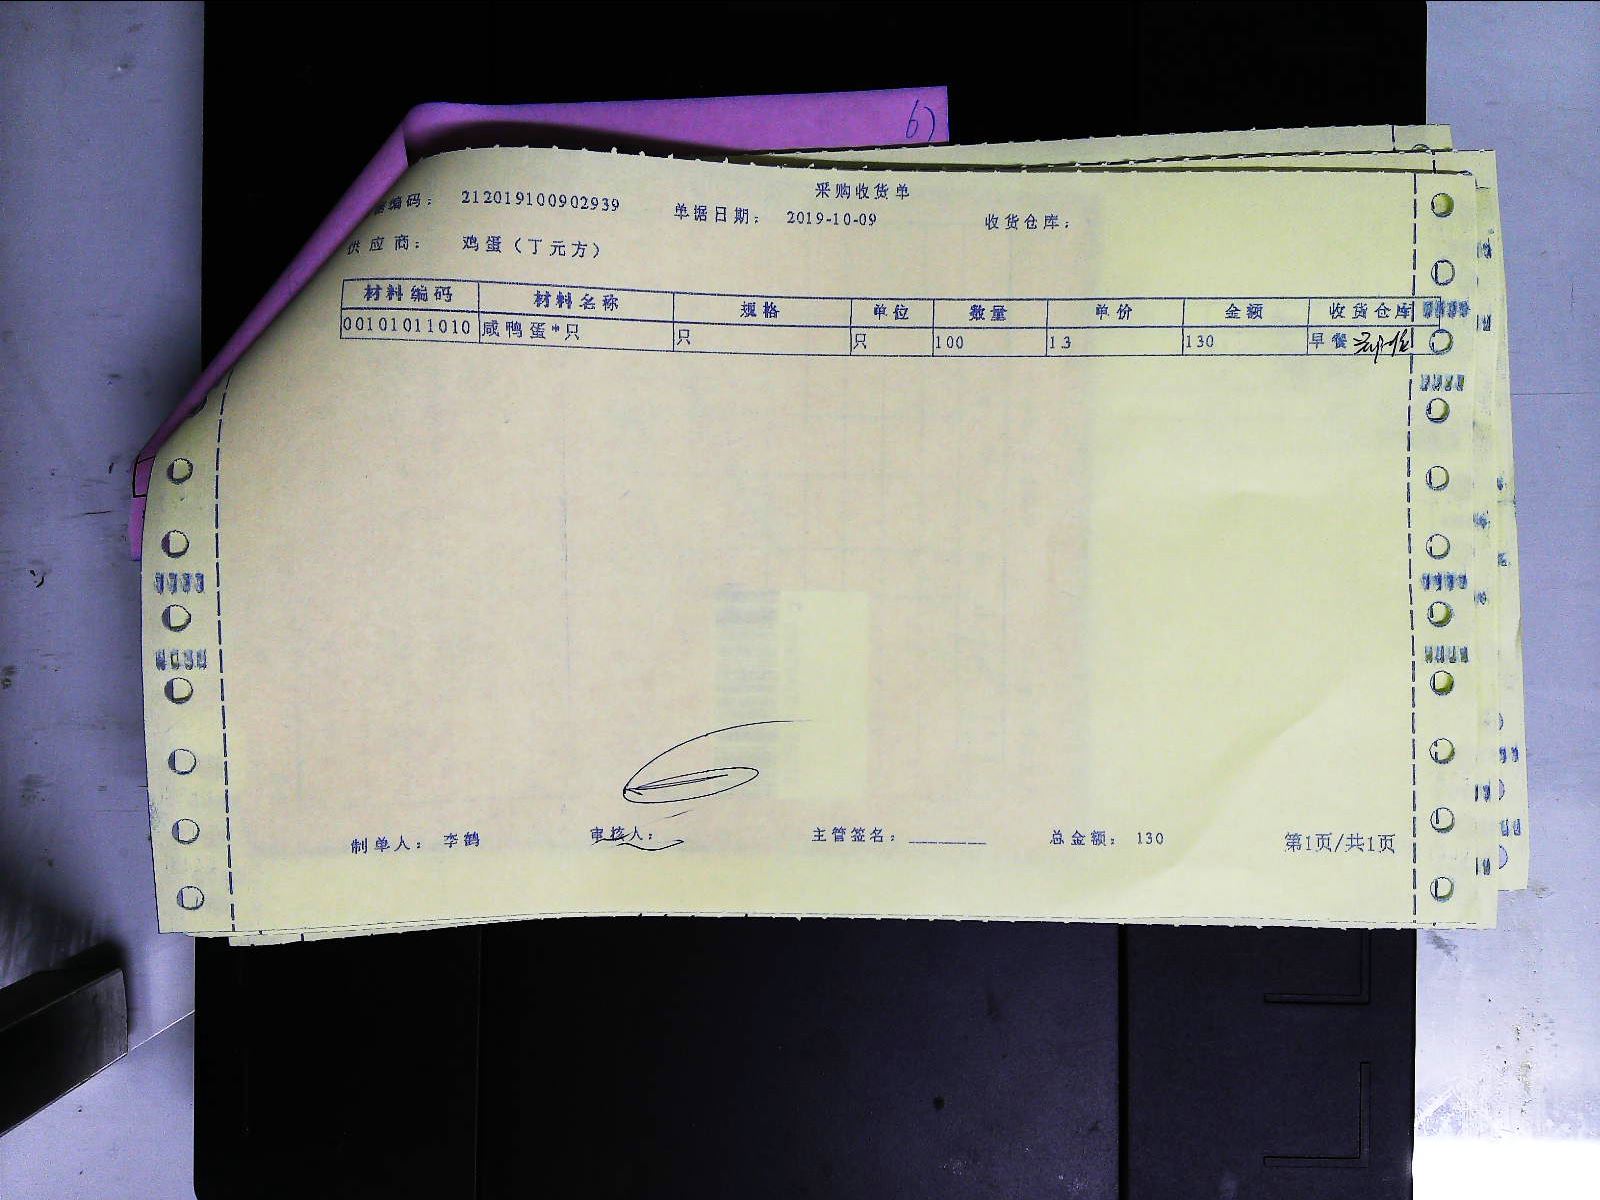 6)
采购收货单
据编码： 212019100902939 单据日期： 2019-10-09 收货仓库：
供应商： 鸡蛋（丁元方）
材料编码 材料名称 规格 单位 数量 单价 金额 收货仓库
00101011010 咸鸭蛋*只 只 只 100 1.3 130 早餐
制单人： 李鹤 审核人： 主管签名：________ 总金额： 130 第1页/共1页